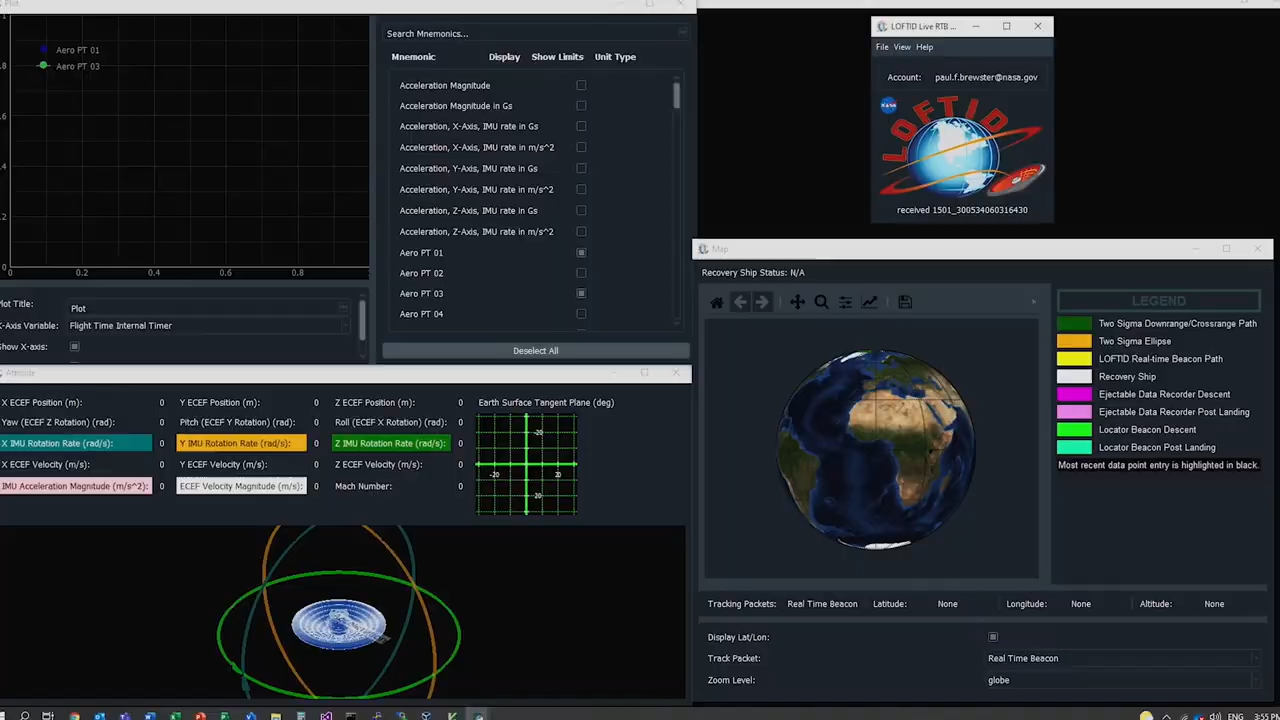 Plot
Aero PT 01
Aero PT 03
0
0.2
0.4
0.6
0.8
Plot Title:
Plot
X-Axis Variable:
Flight Time Internal Timer
Show X-axis:
Search Mnemonics...
Mnemonic Display Show Limits Unit Type
Acceleration Magnitude
Acceleration Magnitude in Gs
Acceleration, X-Axis, IMU rate in Gs
Acceleration, X-Axis, IMU rate in m/s^2
Acceleration, Y-Axis, IMU rate in Gs
Acceleration, Y-Axis, IMU rate in m/s^2
Acceleration, Z-Axis, IMU rate in Gs
Acceleration, Z-Axis, IMU rate in m/s^2
Aero PT 01
Aero PT 02
Aero PT 03
Aero PT 04
Deselect All
LOFTID Live RTB ...
File View Help
Account: paul.f.brewster@nasa.gov
NASA
LOFTID
received 1501_300534060316430
Attitude
X ECEF Position (m): 0 Y ECEF Position (m): 0 Z ECEF Position (m): 0
Yaw (ECEF Z Rotation) (rad/s): 0 Pitch (ECEF Y Rotation) (rad/s): 0 Roll (ECEF X Rotation) (rad/s): 0
X IMU Rotation Rate (rad/s): 0 Y IMU Rotation Rate (rad/s): 0 Z IMU Rotation Rate (rad/s): 0
X ECEF Velocity (m/s): 0 Y ECEF Velocity (m/s): 0 Z ECEF Velocity (m/s): 0
IMU Acceleration Magnitude (m/s^2): 0 ECEF Velocity Magnitude (m/s): 0 Mach Number: 0
Earth Surface Tangent Plane (deg)
-20
-20
20
20
Map
Recovery Ship Status: N/A
LEGEND
Two Sigma Downrange/Crossrange Path
Two Sigma Ellipse
LOFTID Real-time Beacon Path
Recovery Ship
Ejectable Data Recorder Descent
Ejectable Data Recorder Post Landing
Locator Beacon Descent
Locator Beacon Post Landing
Most recent data point entry is highlighted in black.
Tracking Packets: Real Time Beacon Latitude: None Longitude: None Altitude: None
Display Lat/Lon:
Track Packet: Real Time Beacon
Zoom Level: globe
ENG 3:55 PM